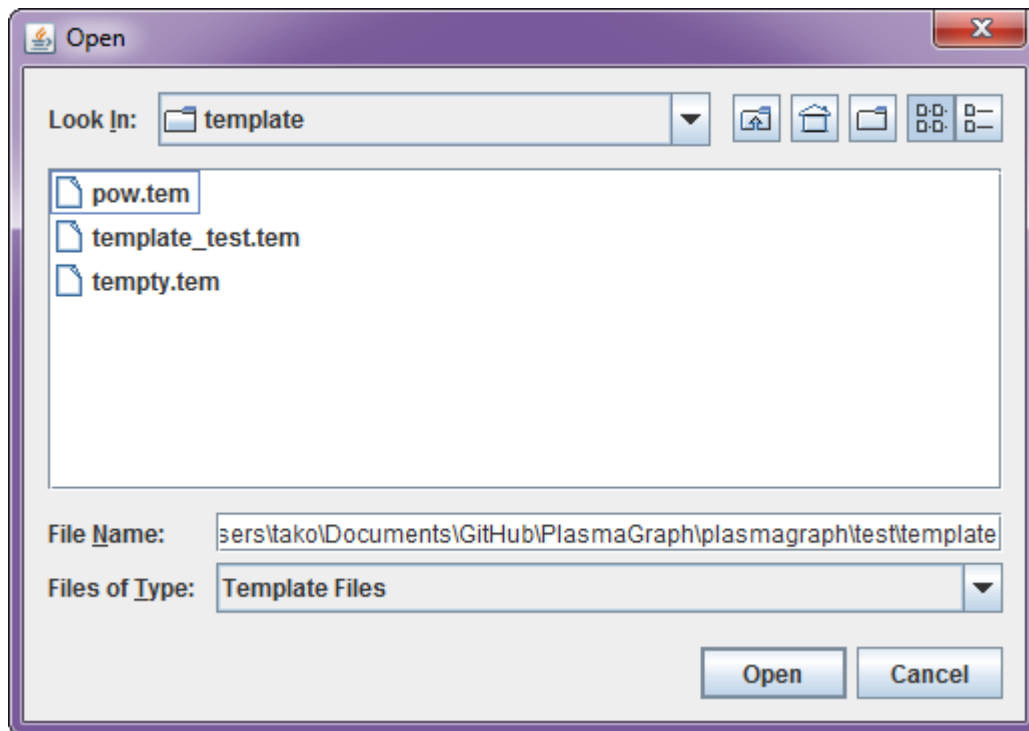 Open
Look In: template
pow.tem
template_test.tem
tempty.tem
File Name: sers\tako\Documents\GitHub\PlasmaGraph\plasmagraph\test\template
Files of Type: Template Files
Open Cancel